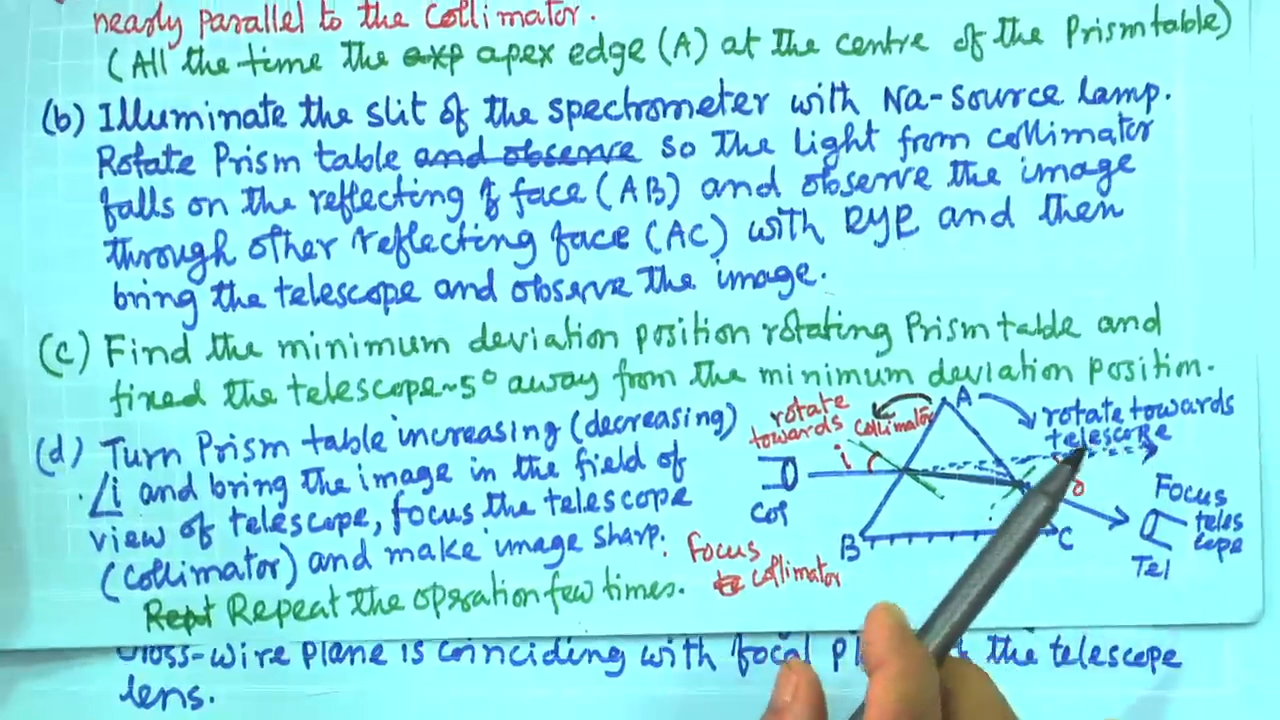 nearly parallel to the Collimator.
(All the time the axp apex edge (A) at the centre of the Prism table)
(b) Illuminate the slit of the spectrometer with Na-source lamp.
Rotate Prism table and observe so the light from collimator
falls on the reflecting face (AB) and observe the image
through other reflecting face (AC) with EYE and then
bring the telescope and observe the image.
(c) Find the minimum deviation position rotating Prism table and
fixed the telescope ~5° away from the minimum deviation position.
(d) Turn Prism table increasing (decreasing)
∠i and bring the image in the field of
view of telescope, focus the telescope
(Collimator) and make image sharp.
Rept Repeat the opration few times.
rotate
towards collimator
A
rotate towards
telescope
i
δ
Col
B
C
Focus
teles
cope
Tel
Focus
collimator
cross-wire plane is coinciding with focal the telescope
lens.